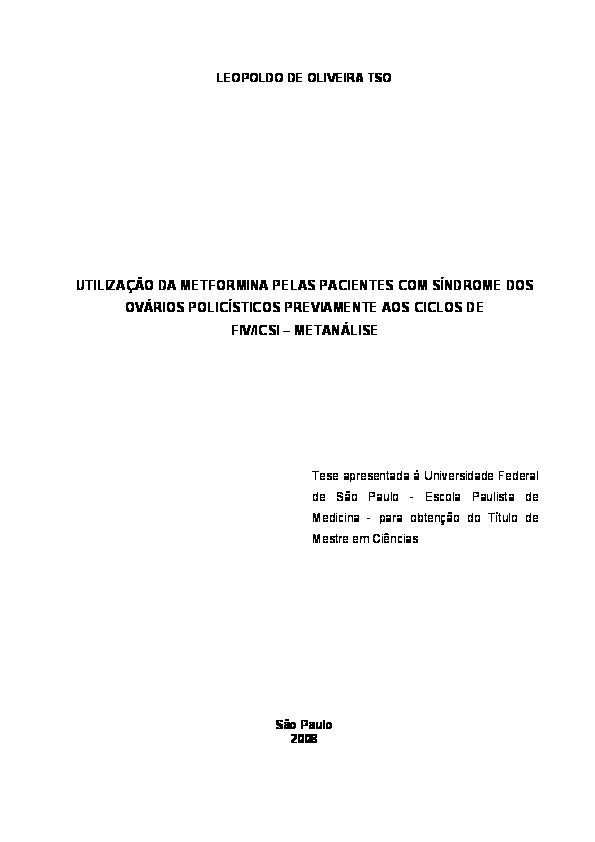 LEOPOLDO DE OLIVEIRA TSO
UTILIZAÇÃO DA METFORMINA PELAS PACIENTES COM SÍNDROME DOS
OVÁRIOS POLICÍSTICOS PREVIAMENTE AOS CICLOS DE
FIV/ICSI – METANÁLISE
Tese apresentada à Universidade Federal
de São Paulo - Escola Paulista de
Medicina - para obtenção do Título de
Mestre em Ciências
São Paulo
2008